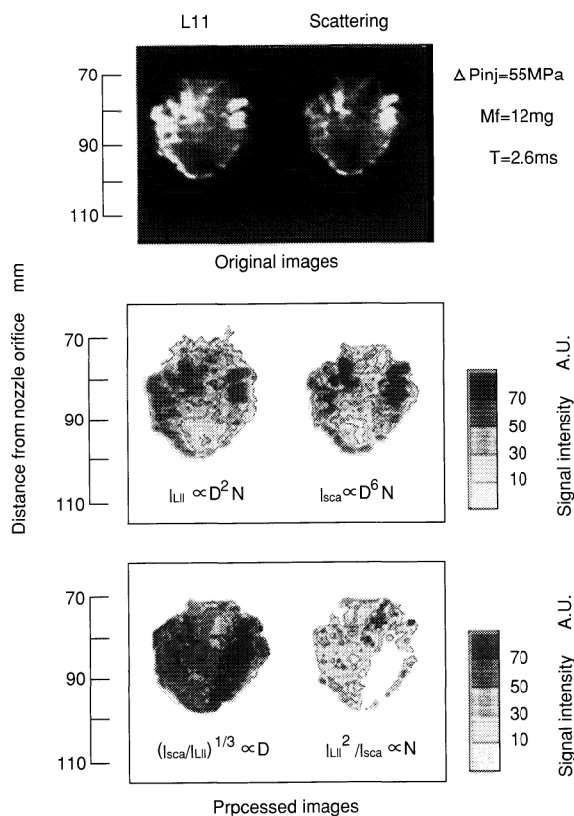 L11 Scattering
70
90
110
Δ Pinj=55MPa
Mf=12mg
T=2.6ms
Original images
Distance from nozzle orifice mm
70
90
110
I_LII ∝D²N I_sca∝D⁶N
70
50
30
10
Signal intensity A.U.
70
90
110
(I_sca/I_LII)^1/3 ∝D I_LII²/I_sca ∝N
70
50
30
10
Signal intensity A.U.
Prpcessed images